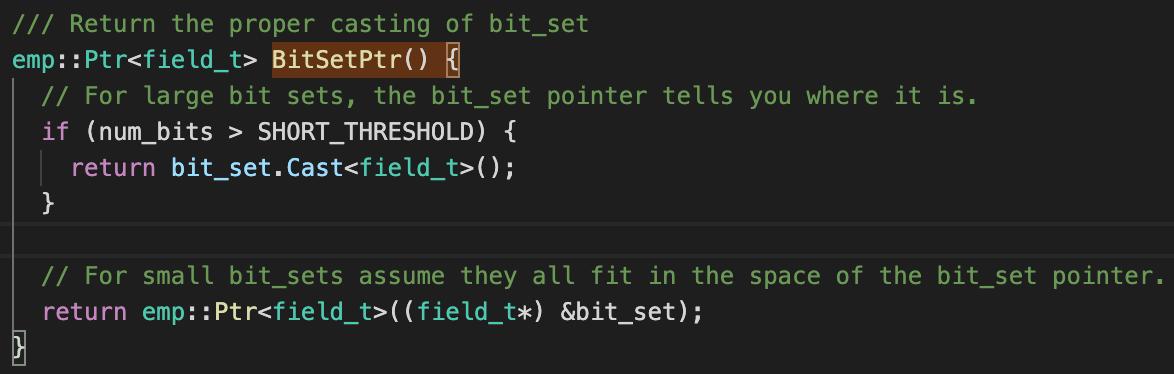 /// Return the proper casting of bit_set
emp::Ptr<field_t> BitSetPtr() {
  // For large bit sets, the bit_set pointer tells you where it is.
  if (num_bits > SHORT_THRESHOLD) {
    return bit_set.Cast<field_t>();
  }

  // For small bit_sets assume they all fit in the space of the bit_set pointer.
  return emp::Ptr<field_t>((field_t*) &bit_set);
}